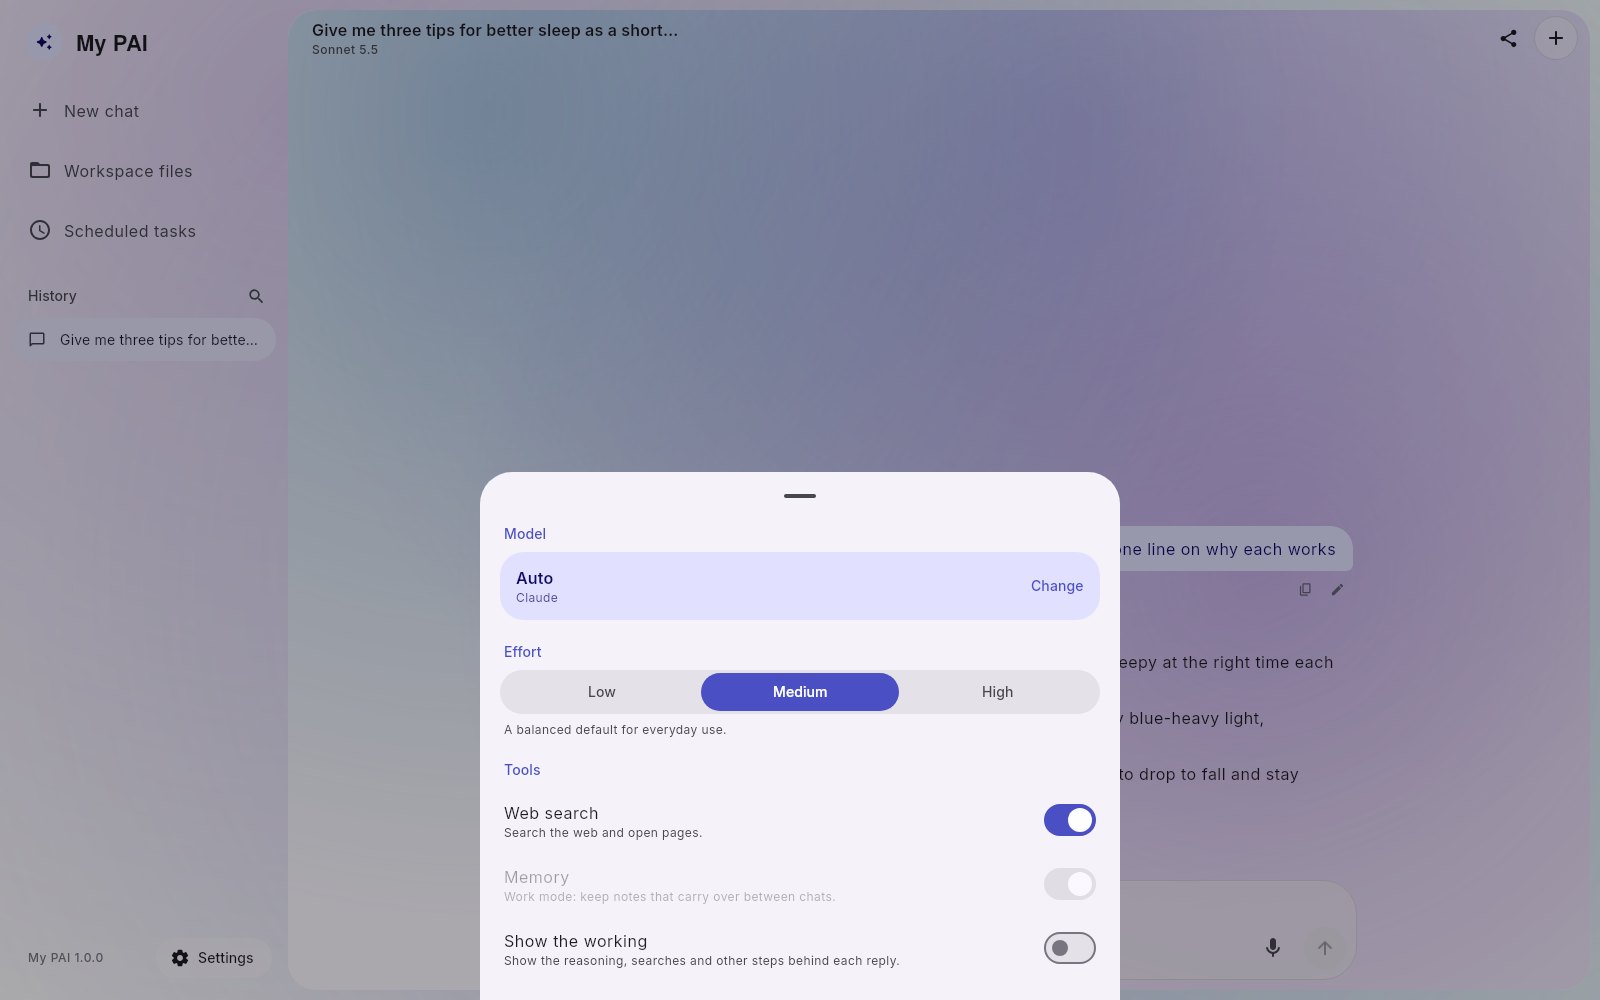 My PAI
New chat
Workspace files
Scheduled tasks
History
Give me three tips for bette...
My PAI 1.0.0
Settings
Give me three tips for better sleep as a short...
Sonnet 5.5
one line on why each works
at the right time each
blue-heavy light,
to drop to fall and stay
Model
Auto
Claude
Change
Effort
Low
Medium
High
A balanced default for everyday use.
Tools
Web search
Search the web and open pages.
Memory
Work mode: keep notes that carry over between chats.
Show the working
Show the reasoning, searches and other steps behind each reply.